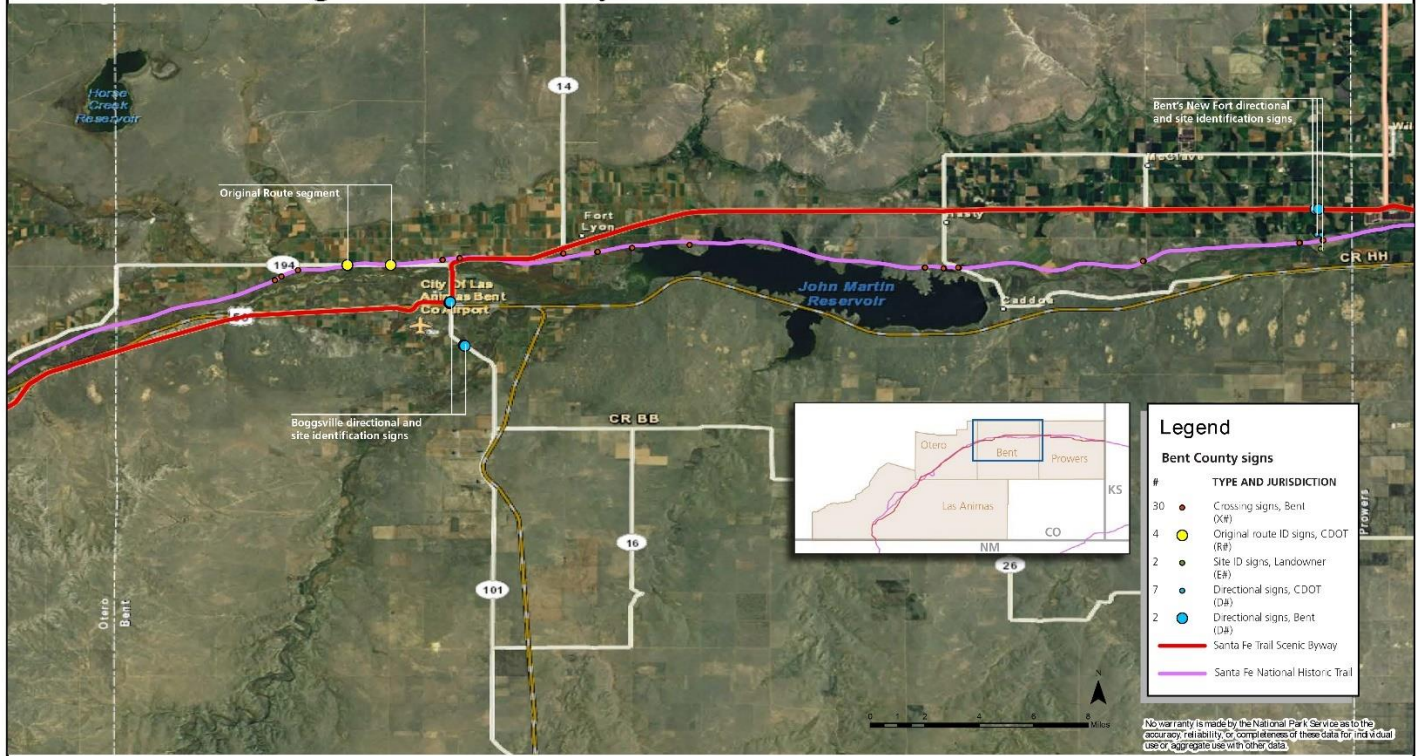 Horse
Creek
Reservoir
14
Bent's New Fort directional
and site identification signs
Wil
McClave
Original Route segment
Fort
Lyon
Hasty
194
CR HH
City Of Las
Animas Bent
Co Airport
John Martin
Reservoir
Caddoa
Boggsville directional and
site identification signs
CR BB
Otero
Bent
Prowers
Las Animas
KS
CO
NM
16
26
101
Otero
Bent
Prowers
Legend
Bent County signs
# TYPE AND JURISDICTION
30 Crossing signs, Bent
(X#)
4 Original route ID signs, CDOT
(R#)
2 Site ID signs, Landowner
(E#)
7 Directional signs, CDOT
(D#)
2 Directional signs, Bent
(D#)
Santa Fe Trail Scenic Byway
Santa Fe National Historic Trail
N
0 1 2 4 6 8
Miles
No warranty is made by the National Park Service as to the
accuracy, reliability, or completeness of these data for individual
use or aggregate use with other data.